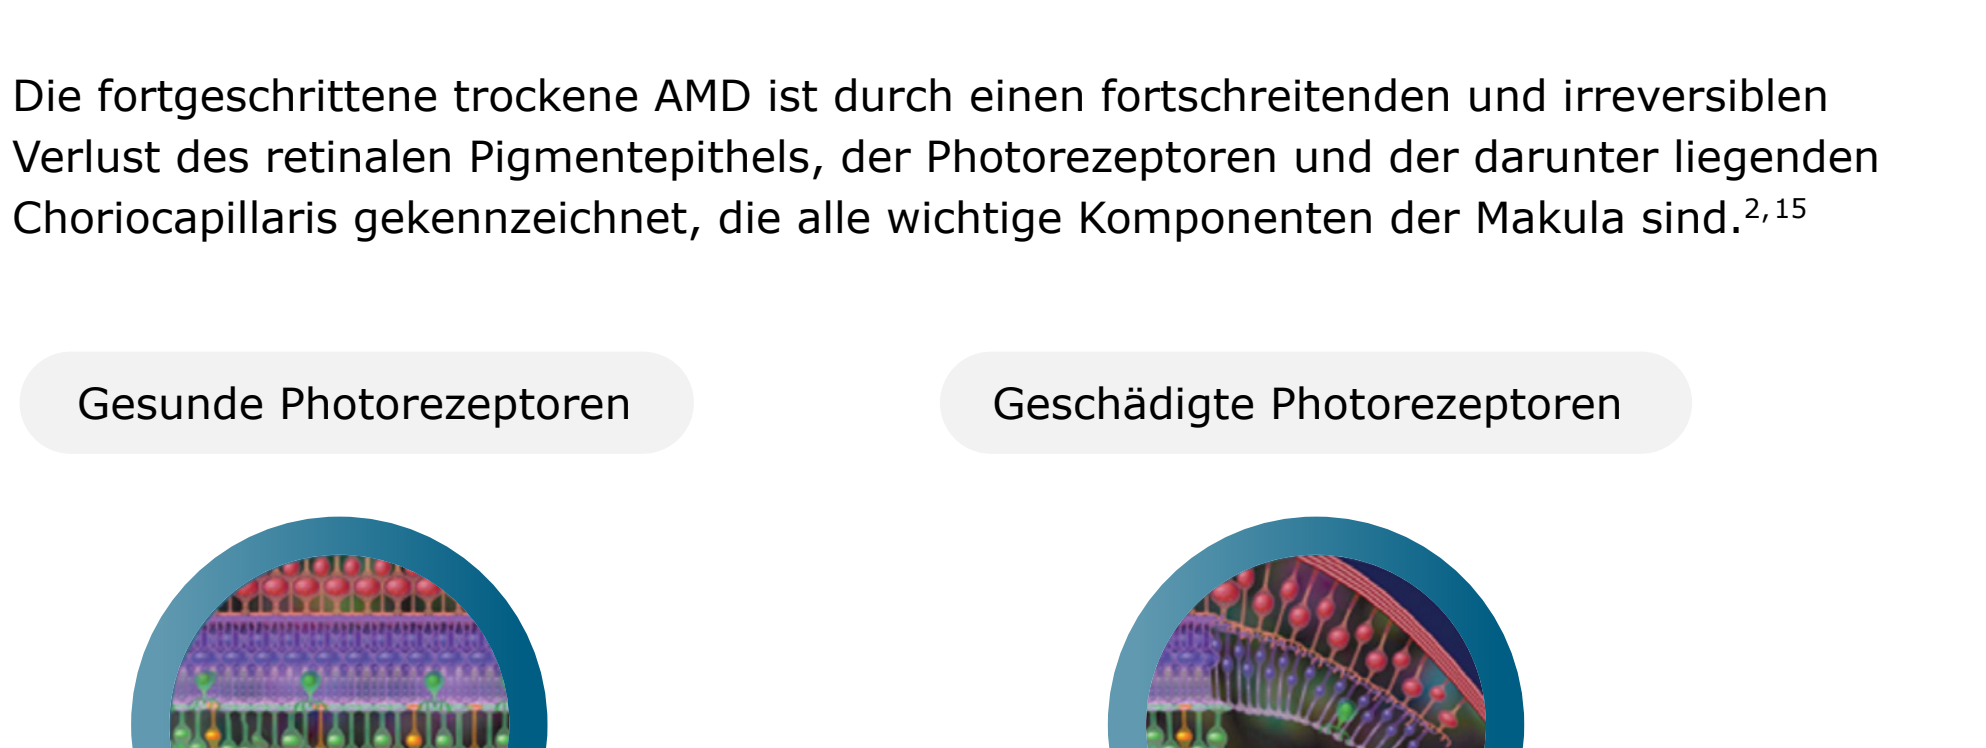 Die fortgeschrittene trockene AMD ist durch einen fortschreitenden und irreversiblen
Verlust des retinalen Pigmentepithels, der Photorezeptoren und der darunter liegenden
Choriocapillaris gekennzeichnet, die alle wichtige Komponenten der Makula sind.2,15
Gesunde Photorezeptoren
Geschädigte Photorezeptoren